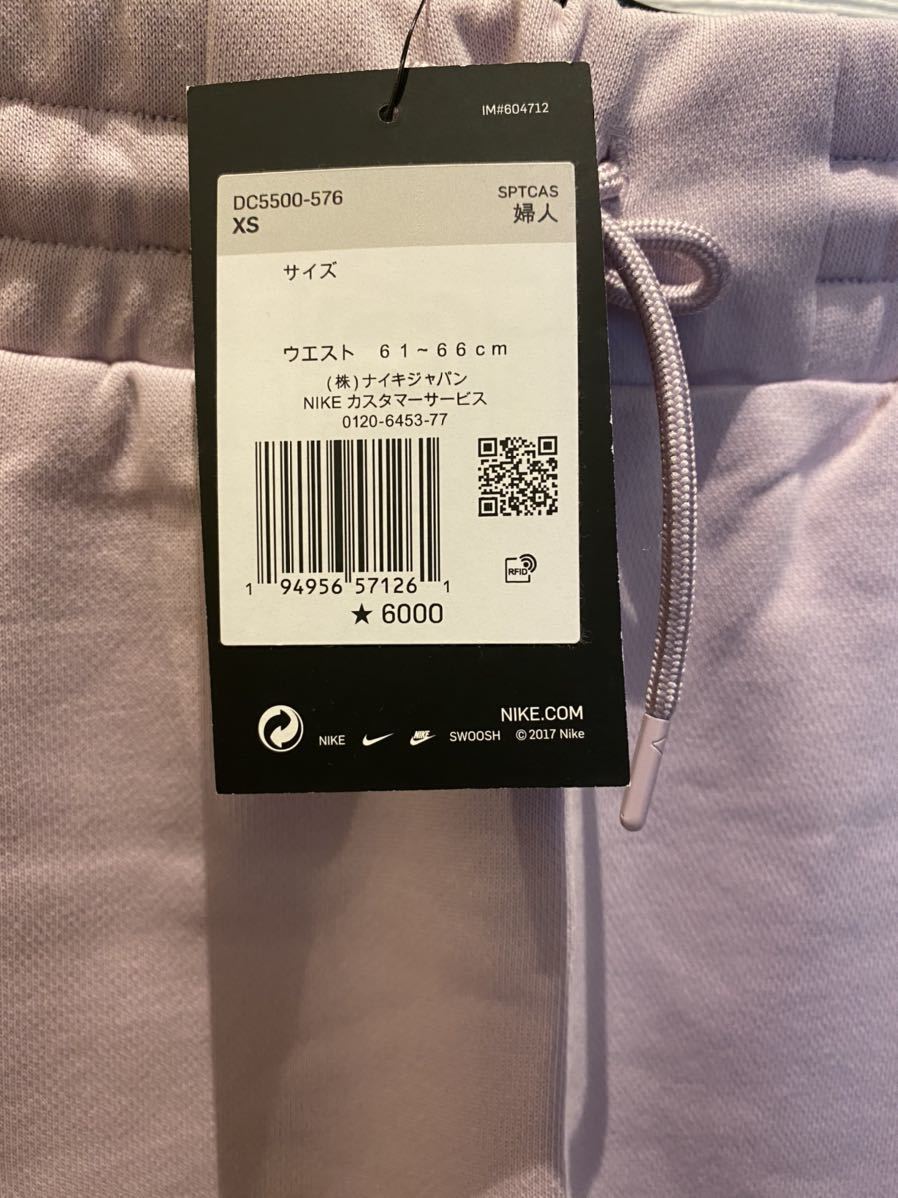 IM#604712
DC5500-576
SPTCAS
XS
婦人
サイズ
ウエスト 61~66cm
(株)ナイキジャパン
NIKE カスタマーサービス
0120-6453-77
RFID
1 94956 57126 1
★ 6000
NIKE.COM
NIKE NIKE SWOOSH © 2017 Nike